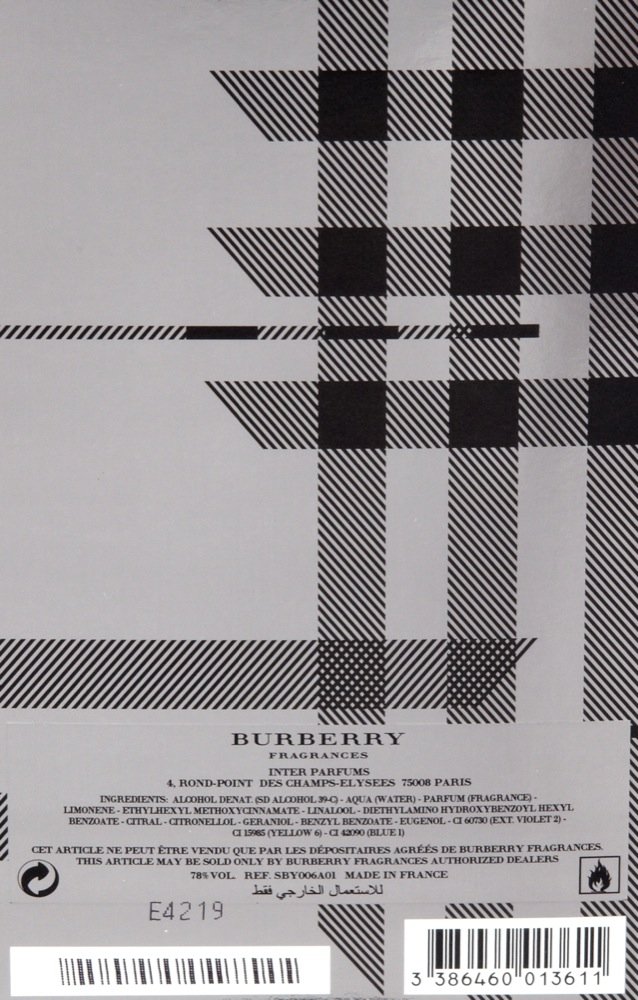 BURBERRY
FRAGRANCES
INTER PARFUMS
4, ROND-POINT DES CHAMPS-ELYSEES 75008 PARIS
INGREDIENTS: ALCOHOL DENAT. (SD ALCOHOL 39-C) - AQUA (WATER) - PARFUM (FRAGRANCE) -
LIMONENE - ETHYLHEXYL METHOXYCINNAMATE - LINALOOL - DIETHYLAMINO HYDROXYBENZOYL HEXYL
BENZOATE - CITRAL - CITRONELLOL - GERANIOL - BENZYL BENZOATE - EUGENOL - CI 60730 (EXT. VIOLET 2) -
CI 15985 (YELLOW 6) - CI 42090 (BLUE 1)
CET ARTICLE NE PEUT ÊTRE VENDU QUE PAR LES DÉPOSITAIRES AGRÉÉS DE BURBERRY FRAGRANCES.
THIS ARTICLE MAY BE SOLD ONLY BY BURBERRY FRAGRANCES AUTHORIZED DEALERS
78% VOL. REF. SBY006A01 MADE IN FRANCE
للاستعمال الخارجي فقط
E4219
3 386460 013611